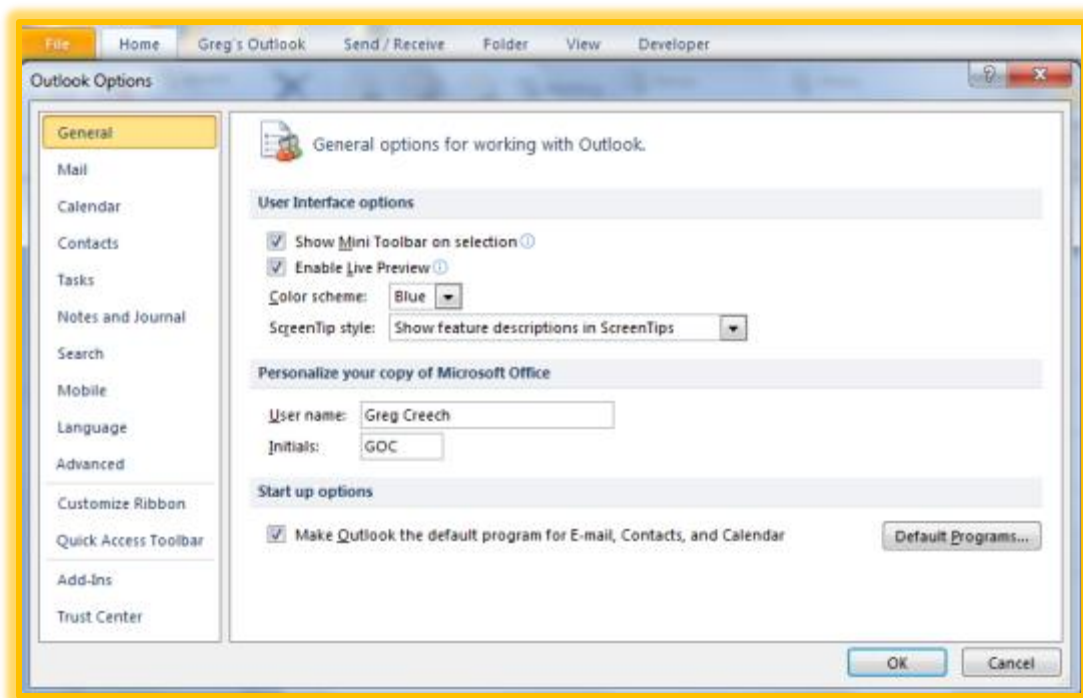 File Home Greg's Outlook Send / Receive Folder View Developer
Outlook Options
General
Mail
Calendar
Contacts
Tasks
Notes and Journal
Search
Mobile
Language
Advanced
Customize Ribbon
Quick Access Toolbar
Add-Ins
Trust Center
General options for working with Outlook.
User Interface options
Show Mini Toolbar on selection
Enable Live Preview
Color scheme: Blue
ScreenTip style: Show feature descriptions in ScreenTips
Personalize your copy of Microsoft Office
User name: Greg Creech
Initials: GOC
Start up options
Make Outlook the default program for E-mail, Contacts, and Calendar Default Programs...
OK Cancel